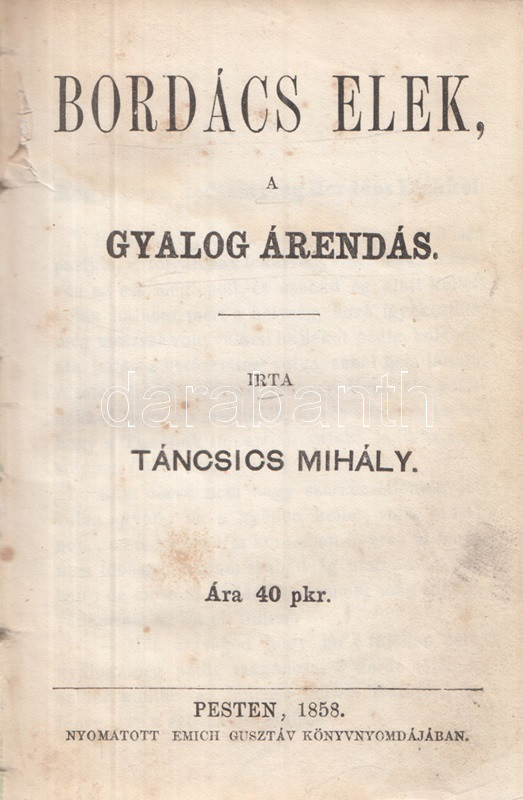 BORDÁCS ELEK,
A
GYALOG ÁRENDÁS.
IRTA
darabanth
TÁNCSICS MIHÁLY.
Ára 40 pkr.
PESTEN, 1858.
NYOMATOTT EMICH GUSZTÁV KÖNYVNYOMDÁJÁBAN.